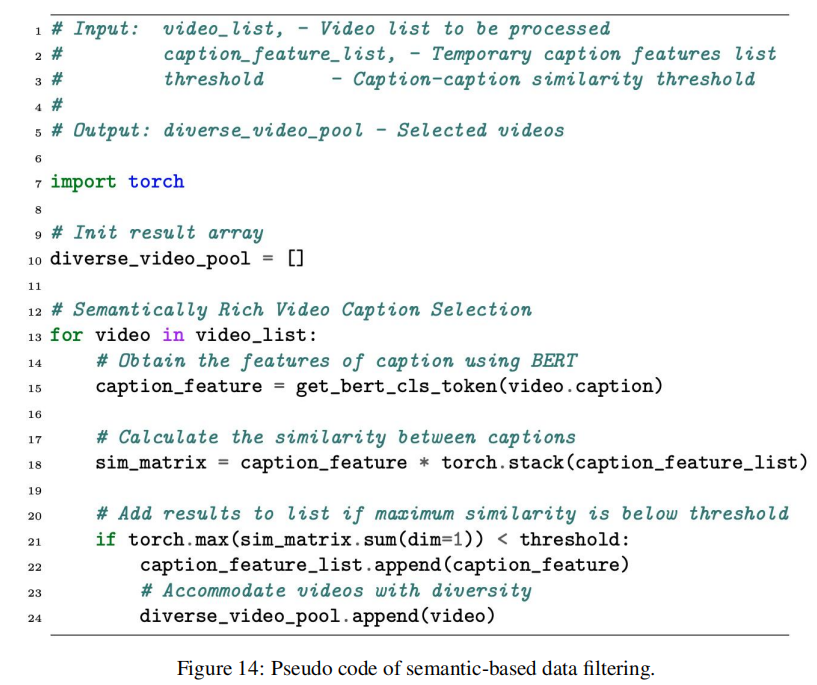 1 # Input:  video_list, - Video list to be processed
2 #         caption_feature_list, - Temporary caption features list
3 #         threshold      - Caption-caption similarity threshold
4 #
5 # Output: diverse_video_pool - Selected videos
6
7 import torch
8
9 # Init result array
10 diverse_video_pool = []
11
12 # Semantically Rich Video Caption Selection
13 for video in video_list:
14     # Obtain the features of caption using BERT
15     caption_feature = get_bert_cls_token(video.caption)
16
17     # Calculate the similarity between captions
18     sim_matrix = caption_feature * torch.stack(caption_feature_list)
19
20     # Add results to list if maximum similarity is below threshold
21     if torch.max(sim_matrix.sum(dim=1)) < threshold:
22         caption_feature_list.append(caption_feature)
23         # Accommodate videos with diversity
24         diverse_video_pool.append(video)
Figure 14: Pseudo code of semantic-based data filtering.